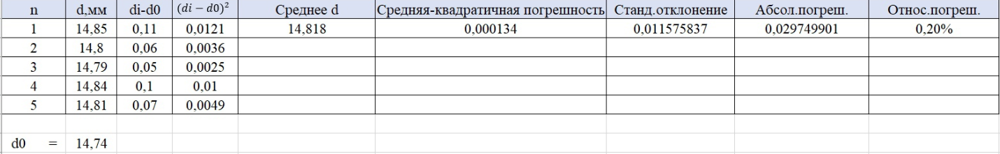 n d,мм di-d0 (di − d0)² Среднее d Средняя-квадратичная погрешность Станд.отклонение Абсол.погреш. Относ.погреш.
1 14,85 0,11 0,0121 14,818 0,000134 0,011575837 0,029749901 0,20%
2 14,8 0,06 0,0036
3 14,79 0,05 0,0025
4 14,84 0,1 0,01
5 14,81 0,07 0,0049
d0 = 14,74